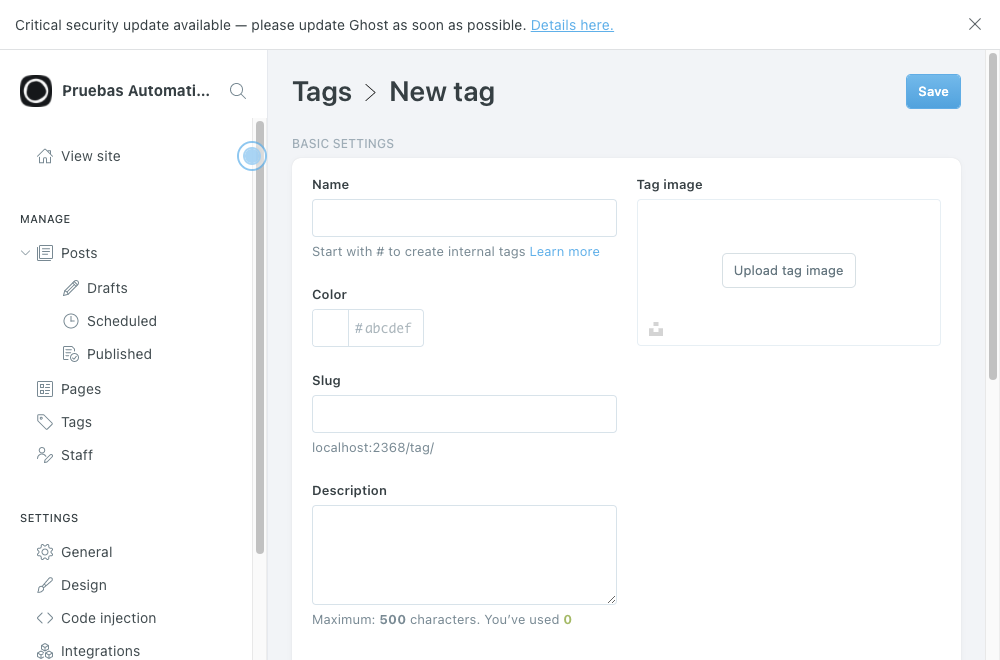 Critical security update available — please update Ghost as soon as possible. Details here.
Pruebas Automati...
View site
MANAGE
Posts
Drafts
Scheduled
Published
Pages
Tags
Staff
SETTINGS
General
Design
Code injection
Integrations
Tags > New tag
Save
BASIC SETTINGS
Name
Start with # to create internal tags Learn more
Color
#abcdef
Slug
localhost:2368/tag/
Description
Maximum: 500 characters. You’ve used 0
Tag image
Upload tag image